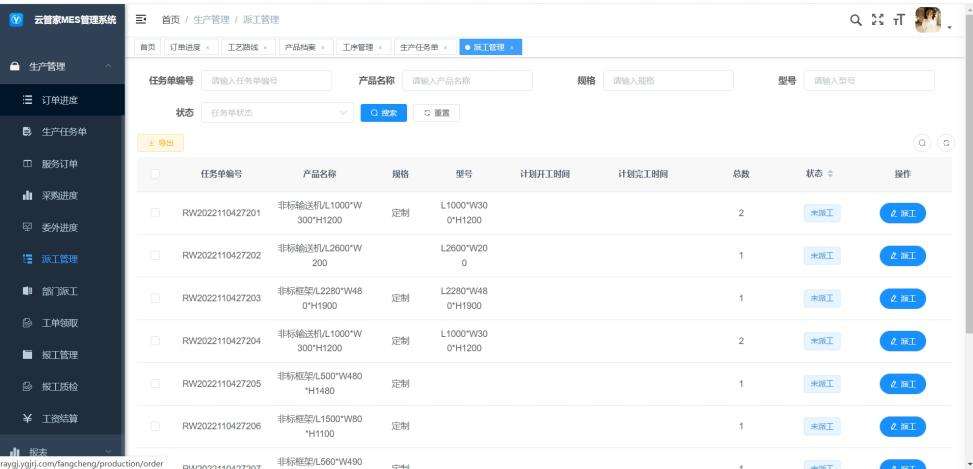 云管家MES管理系统
首页 / 生产管理 / 派工管理
首页 订单进度 × 工艺路线 × 产品档案 × 工序管理 × 生产任务单 × 派工管理 ×
生产管理
订单进度
生产任务单
服务订单
采购进度
委外进度
派工管理
部门派工
工单领取
报工管理
报工质检
工资结算
报表
任务单编号 请输入任务单编号 产品名称 请输入产品名称 规格 请输入规格 型号 请输入型号
状态 任务单状态 搜索 重置
导出
任务单编号 产品名称 规格 型号 计划开工时间 计划完工时间 总数 状态 操作
RW2022110427201 非标输送机/L1000*W 定制 L1000*W30 2 未派工 派工
300*H1200 0*H1200
RW2022110427202 非标输送机/L2600*W L2600*W20 1 未派工 派工
200 0
RW2022110427203 非标框架/L2280*W48 定制 L2280*W48 1 未派工 派工
0*H1900 0*H1900
RW2022110427204 非标输送机/L1000*W 定制 L1000*W30 2 未派工 派工
300*H1200 0*H1200
RW2022110427205 非标框架/L500*W480 定制 1 未派工 派工
*H1480
RW2022110427206 非标框架/L1500*W80 定制 1 未派工 派工
*H1100
RW2022110427207 非标框架/L560*W490 定制 1
raygj.ygjrj.com/fangcheng/production/order